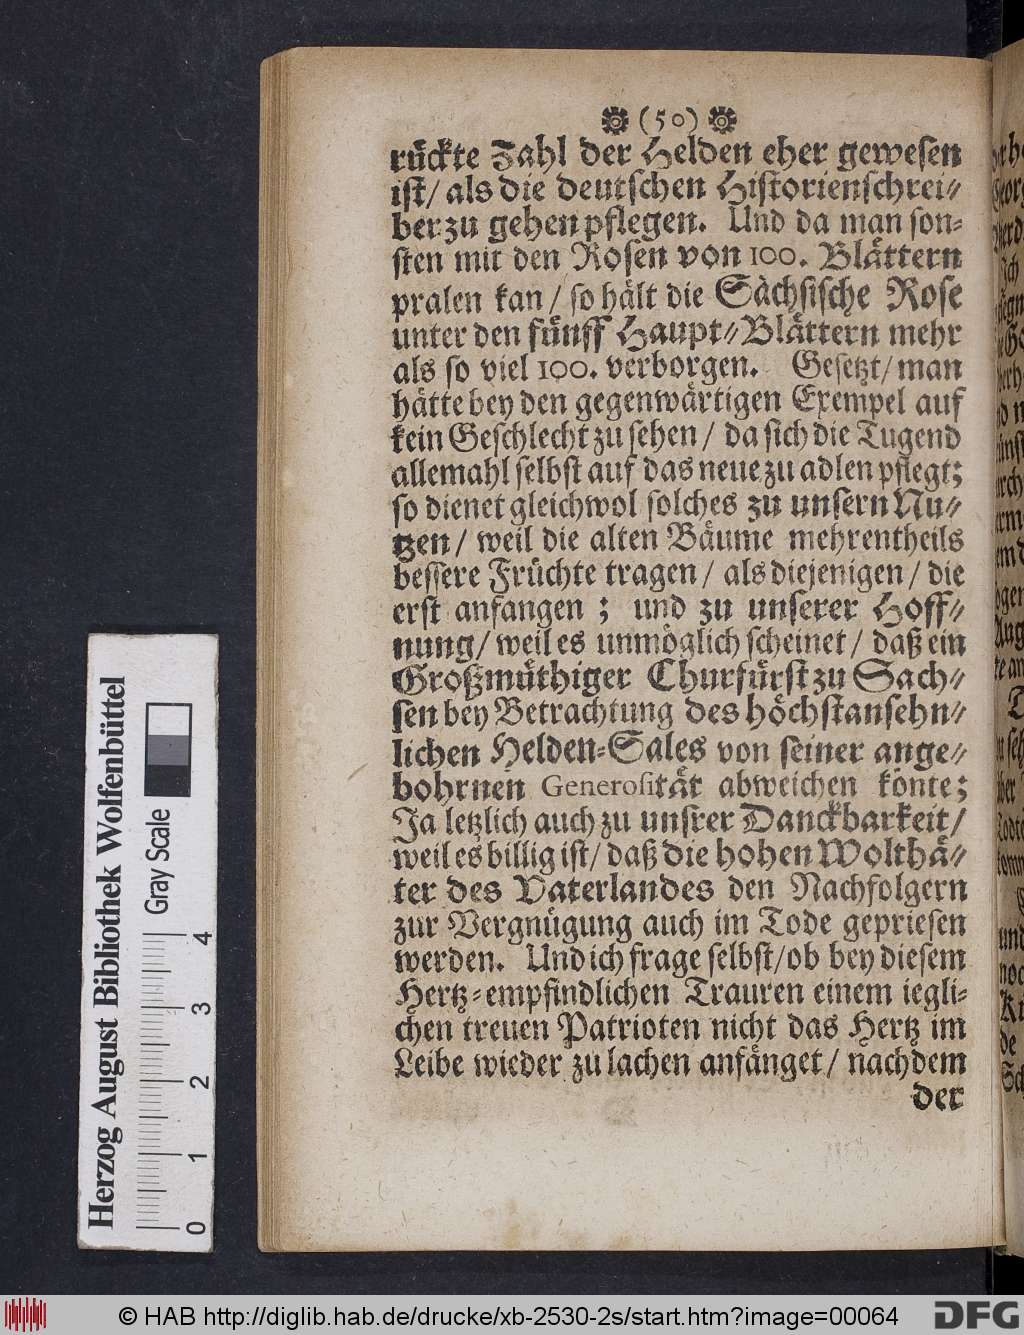 (50)
rückte Zahl der Helden eher gewesen
ist/ als die deutschen Historienschrei⸗
ber zu gehen pflegen. Und da man son⸗
sten mit den Rosen von 100. Blättern
pralen kan/ so hält die Sächsische Rose
unter den fünff Haupt⸗Blättern mehr
als so viel 100. verborgen. Gesetzt/ man
hätte bey den gegenwärtigen Exempel auf
kein Geschlecht zu sehen/ da sich die Tugend
allemahl selbst auf das neue zu adlen pflegt;
so dienet gleichwol solches zu unsern Nu⸗
tzen/ weil die alten Bäume mehrentheils
bessere Früchte tragen/ als diejenigen/ die
erst anfangen; und zu unserer Hoff⸗
nung/ weil es unmöglich scheinet/ daß ein
Großmüthiger Churfürst zu Sach⸗
sen bey Betrachtung des höchstansehn⸗
lichen Helden⸗Sales von seiner ange⸗
bohrnen Generosität abweichen könte;
Ja letzlich auch zu unsrer Danckbarkeit/
weil es billig ist/ daß die hohen Wolthä⸗
ter des Vaterlandes den Nachfolgern
zur Vergnügung auch im Tode gepriesen
werden. Und ich frage selbst/ ob bey diesem
Hertz⸗empfindlichen Trauren einem iegli⸗
chen treuen Patrioten nicht das Hertz im
Leibe wieder zu lachen anfänget/ nachdem
der
Herzog August Bibliothek Wolfenbüttel
Gray Scale
0 1 2 3 4
© HAB http://diglib.hab.de/drucke/xb-2530-2s/start.htm?image=00064
DFG